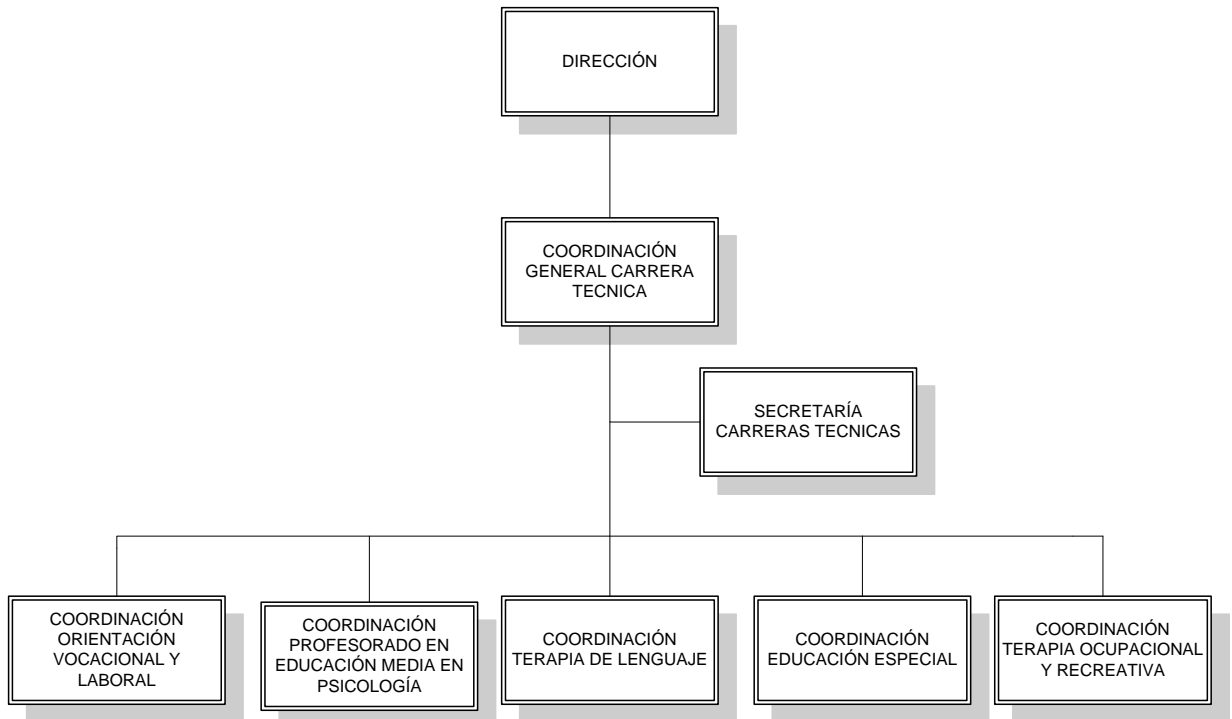 DIRECCIÓN
COORDINACIÓN
GENERAL CARRERA
TECNICA
SECRETARÍA
CARRERAS TECNICAS
COORDINACIÓN
ORIENTACIÓN
VOCACIONAL Y
LABORAL
COORDINACIÓN
PROFESORADO EN
EDUCACIÓN MEDIA EN
PSICOLOGÍA
COORDINACIÓN
TERAPIA DE LENGUAJE
COORDINACIÓN
EDUCACIÓN ESPECIAL
COORDINACIÓN
TERAPIA OCUPACIONAL
Y RECREATIVA